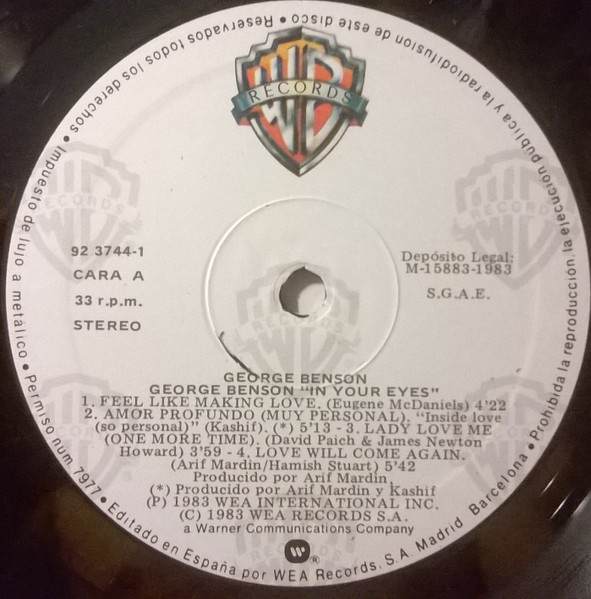 RECORDS
92 3744-1
CARA A
33 r.p.m.
STEREO
Depósito Legal:
M-15883-1983
S.G.A.E.
GEORGE BENSON
GEORGE BENSON "IN YOUR EYES"
1. FEEL LIKE MAKING LOVE. (Eugene McDaniels) 4'22
2. AMOR PROFUNDO (MUY PERSONAL). "Inside love
(so personal)" (Kashif). (*) 5'13 - 3. LADY LOVE ME
(ONE MORE TIME). (David Paich & James Newton
Howard) 3'59 - 4. LOVE WILL COME AGAIN.
(Arif Mardin/Hamish Stuart) 5'42
Producido por Arif Mardin
(*) Producido por Arif Mardin y Kashif
(P) 1983 WEA INTERNATIONAL INC.
(C) 1983 WEA RECORDS S.A.
a Warner Communications Company
®
• Editado en España por WEA Records, S.A. Madrid Barcelona • Prohibida la reproducción, la ejecución pública y la radiodifusión de este disco • Reservados todos los derechos • Impuesto de lujo a metálico • Permiso num. 7977